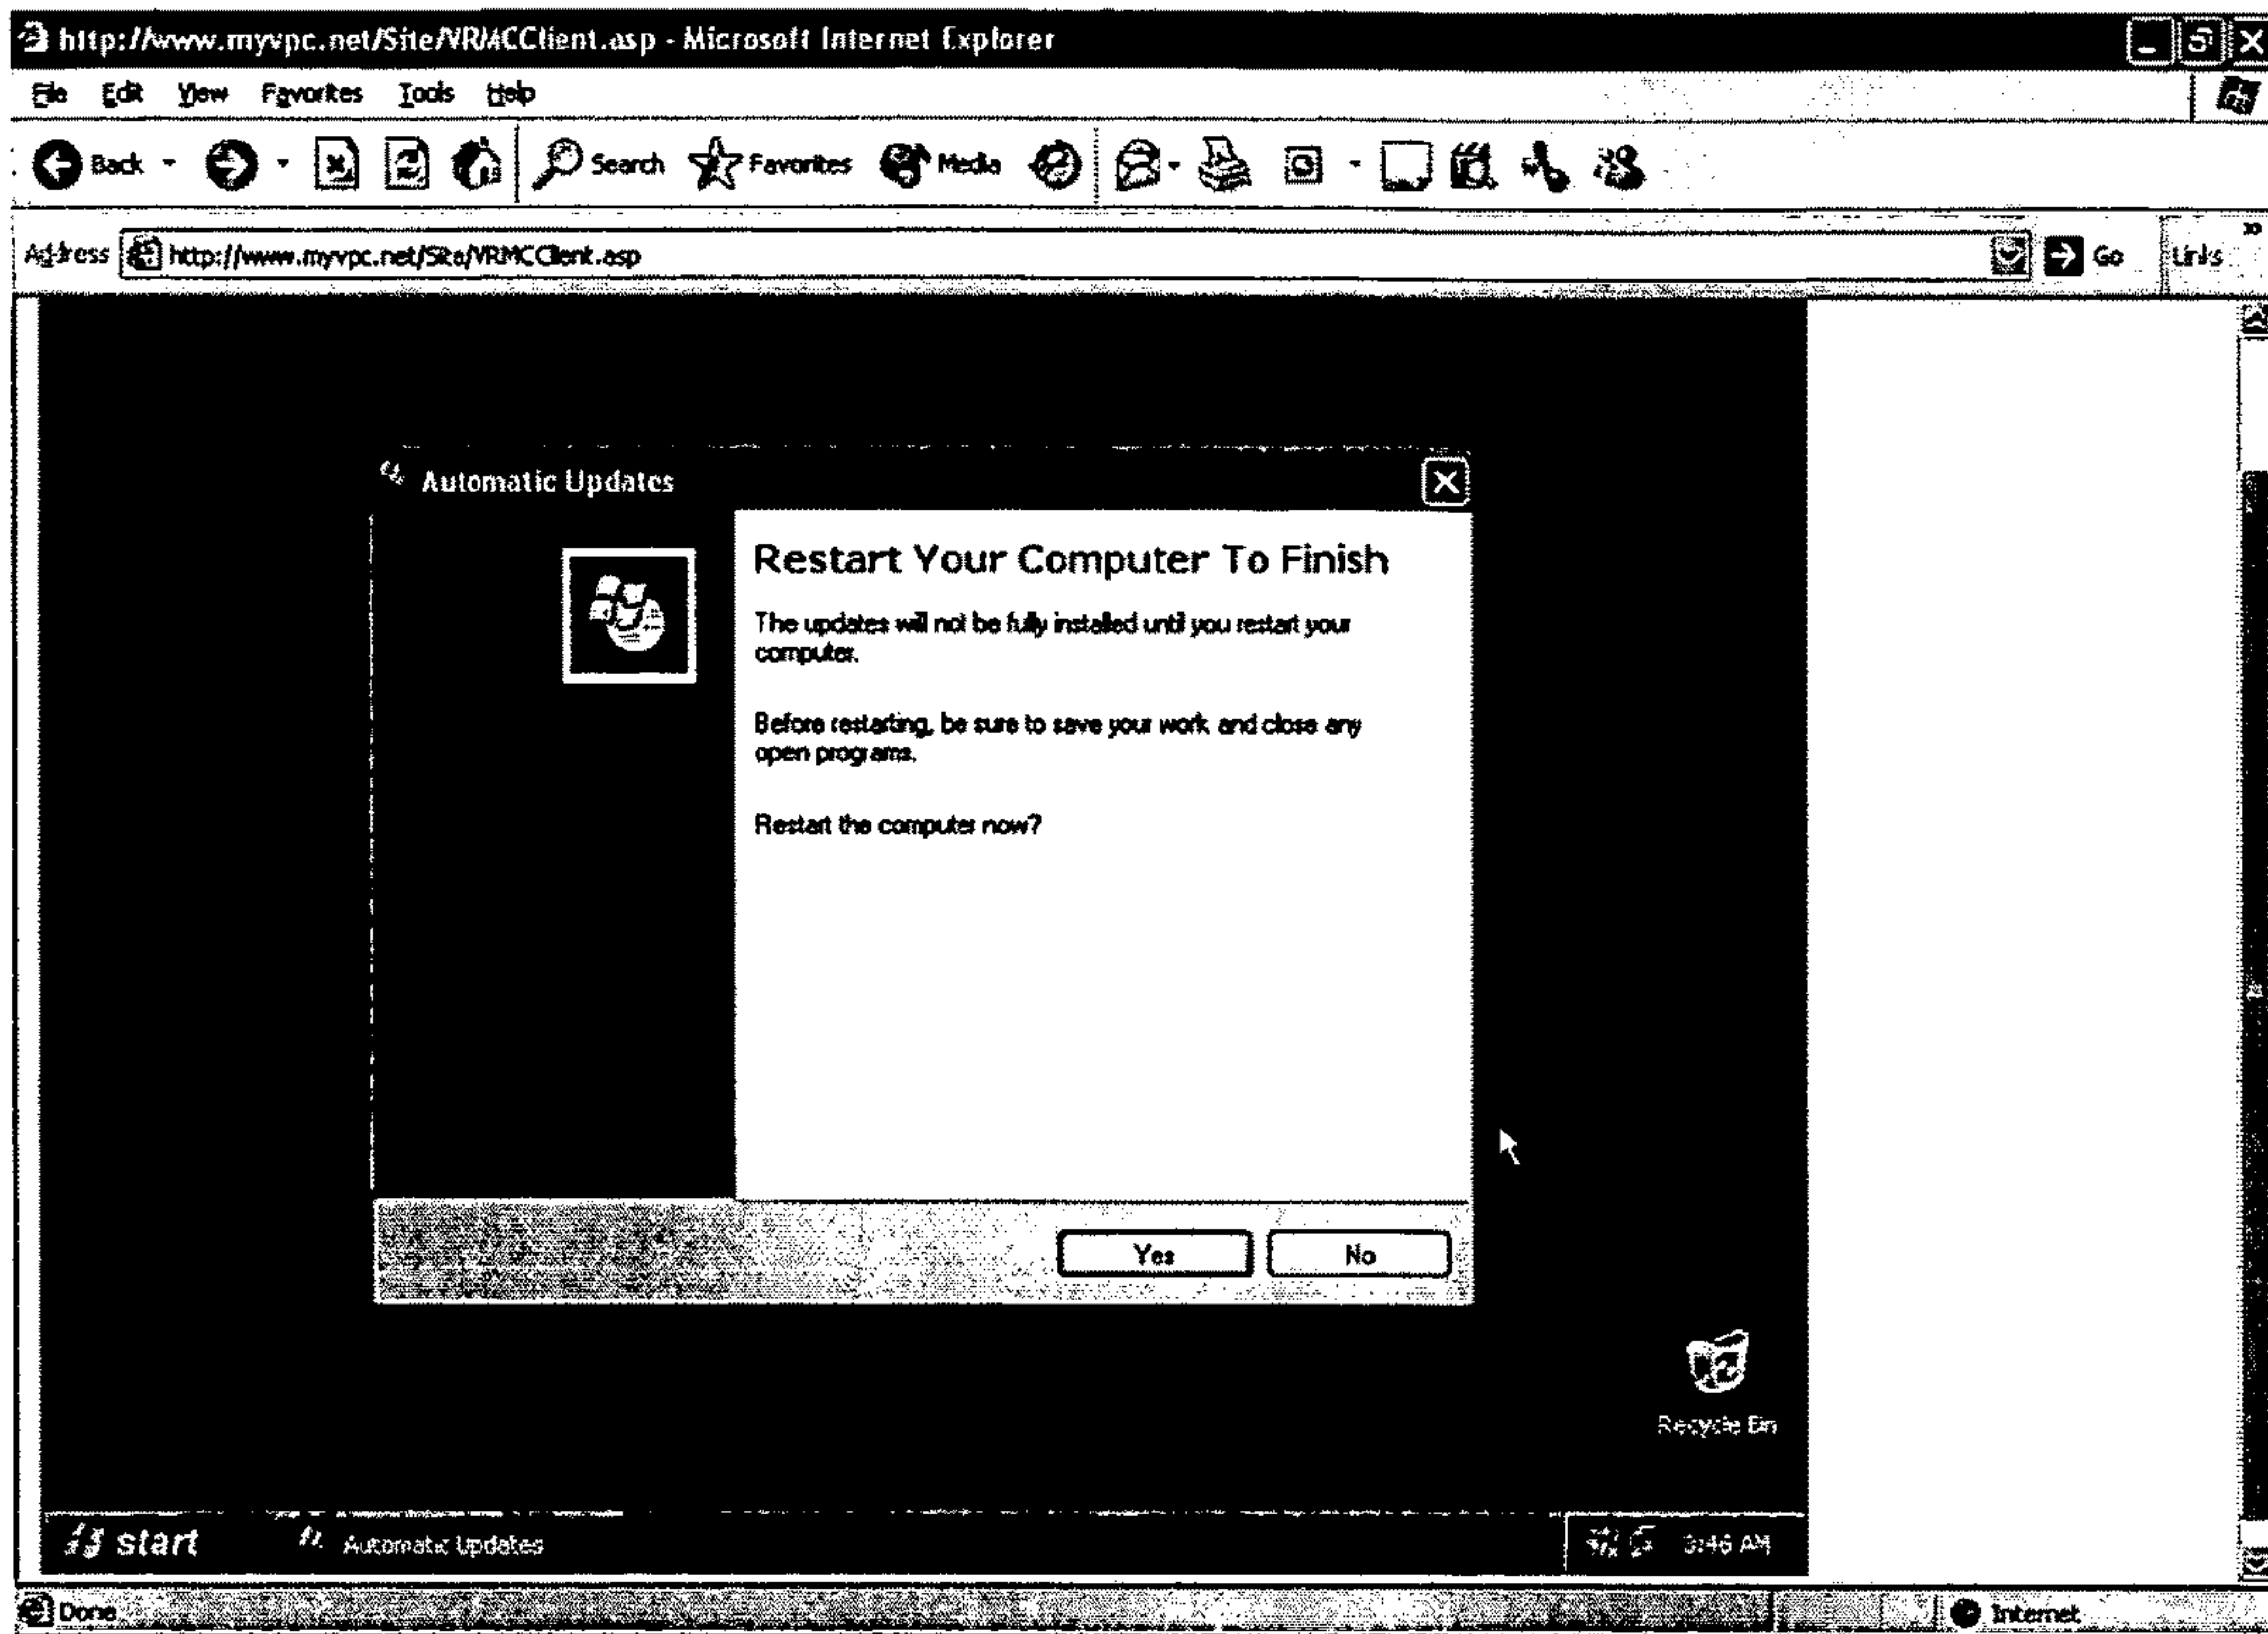 http://www.myvpc.net/Site/VRMCClient.asp - Microsoft Internet Explorer
File Edit View Favorites Tools Help
Back Search Favorites Media
Address http://www.myvpc.net/Site/VRMCClient.asp Go Links
Automatic Updates
Restart Your Computer To Finish
The updates will not be fully installed until you restart your
computer.
Before restarting, be sure to save your work and close any
open programs.
Restart the computer now?
Yes No
Recycle Bin
start Automatic Updates 3:46 AM
Done Internet